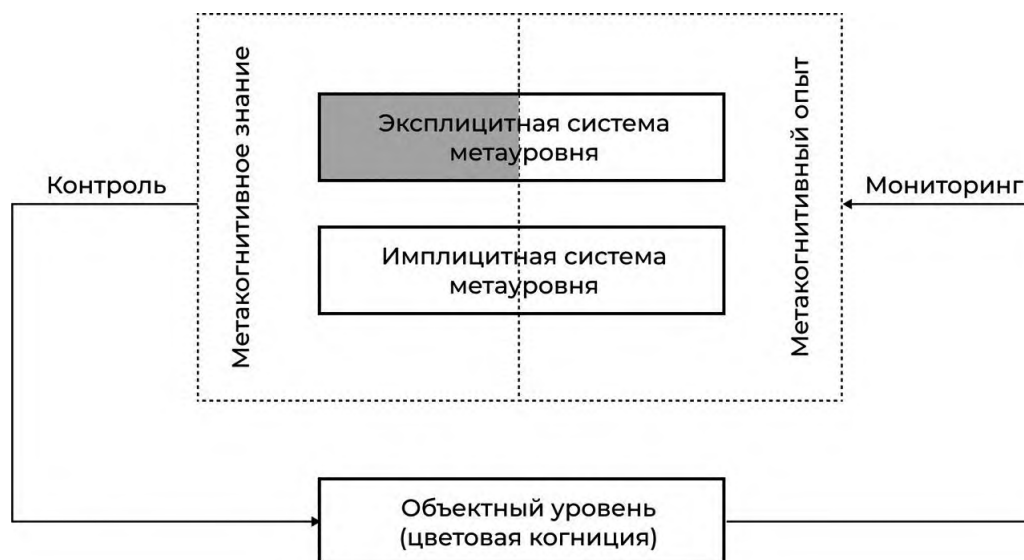 Метакогнитивное знание
Эксплицитная система
метауровня
Метакогнитивный опыт
Контроль
Мониторинг
Имплицитная система
метауровня
Объектный уровень
(цветовая когниция)